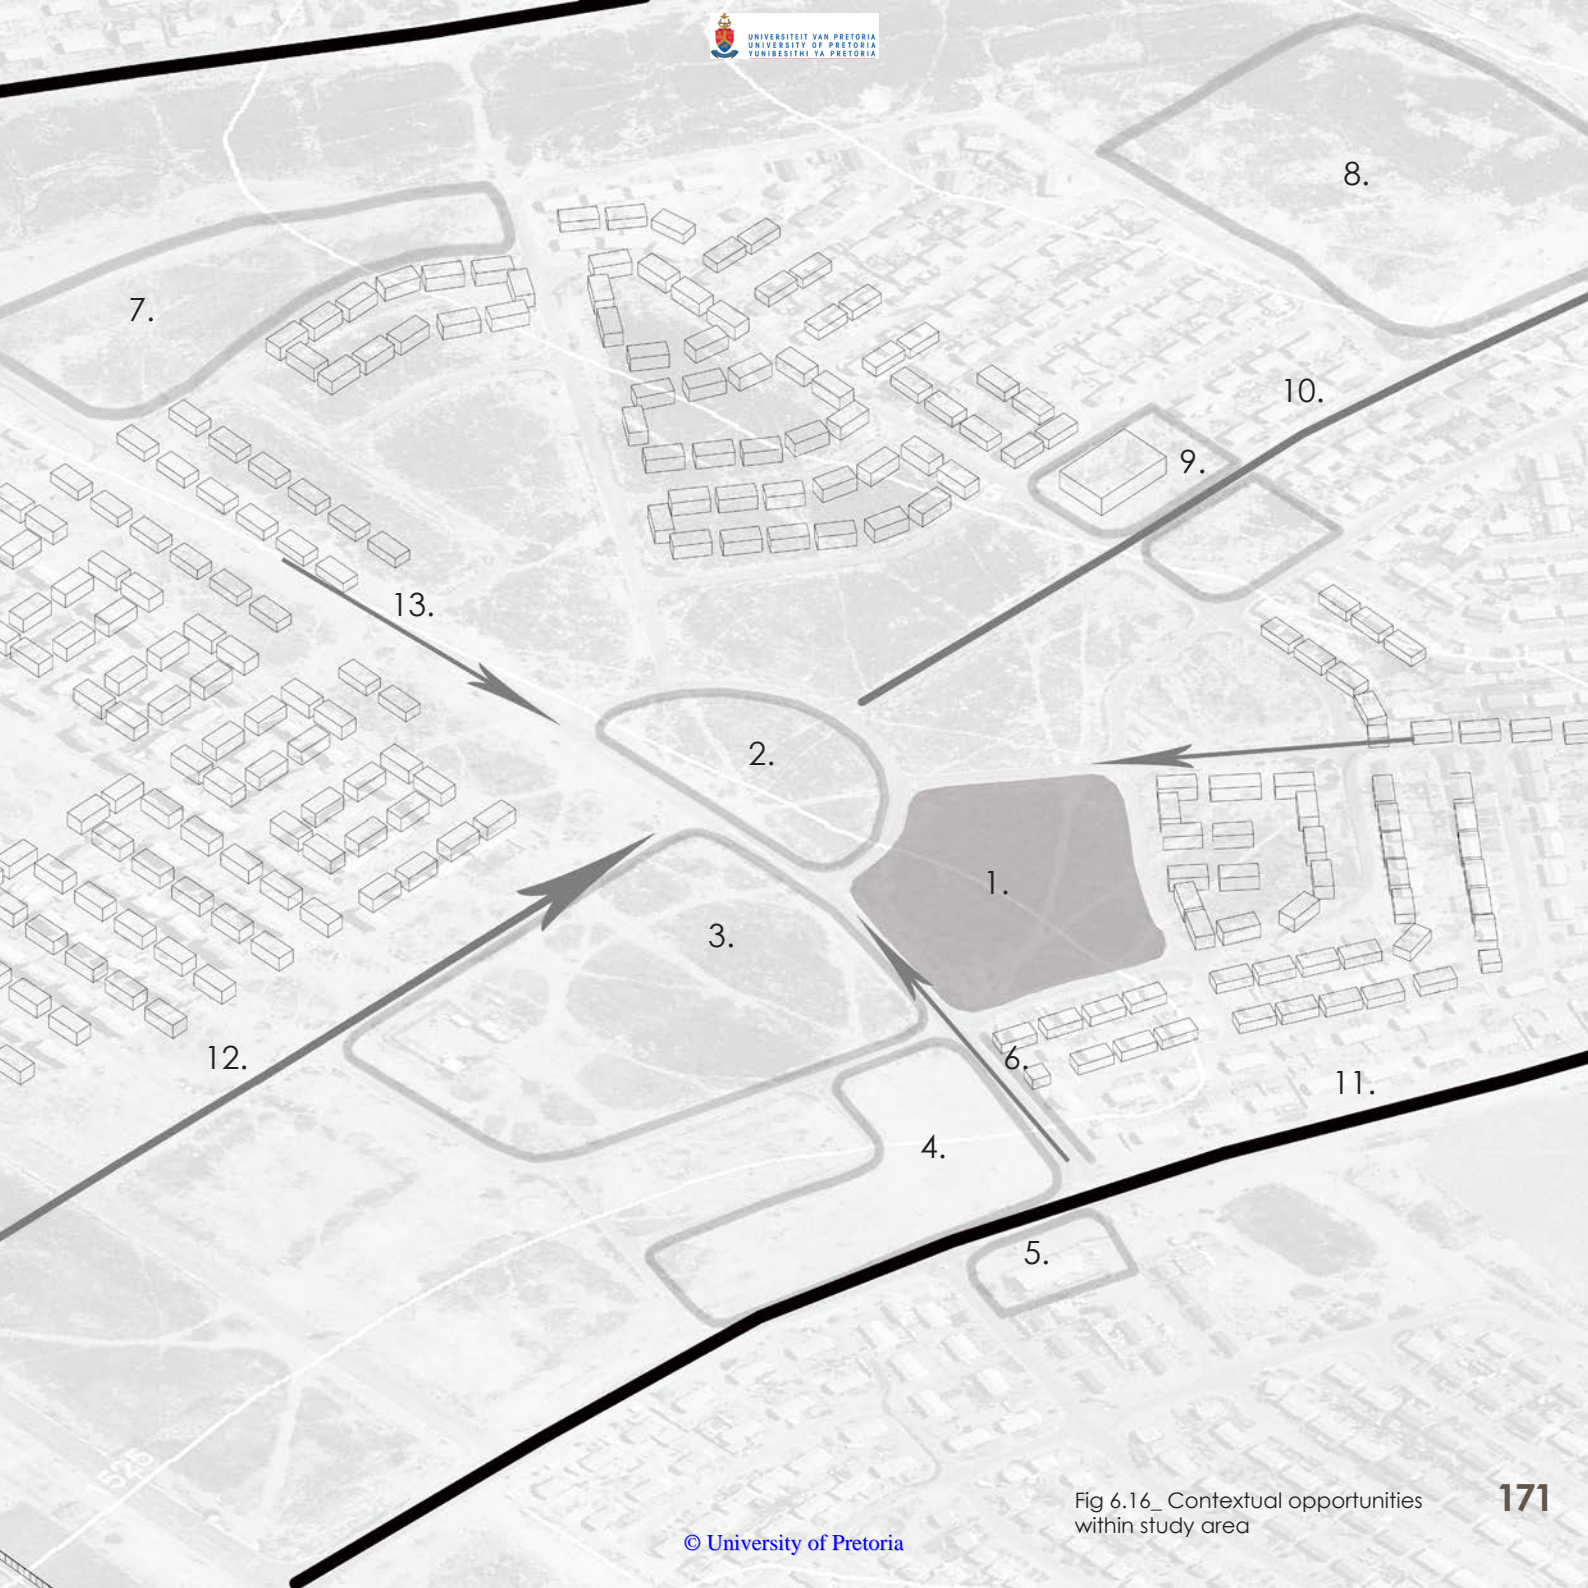 UNIVERSITEIT VAN PRETORIA
UNIVERSITY OF PRETORIA
YUNIBESITHI YA PRETORIA
8.
7.
10.
9.
13.
2.
1.
3.
12.
6.
11.
4.
5.
525
Fig 6.16_ Contextual opportunities
within study area
171
© University of Pretoria